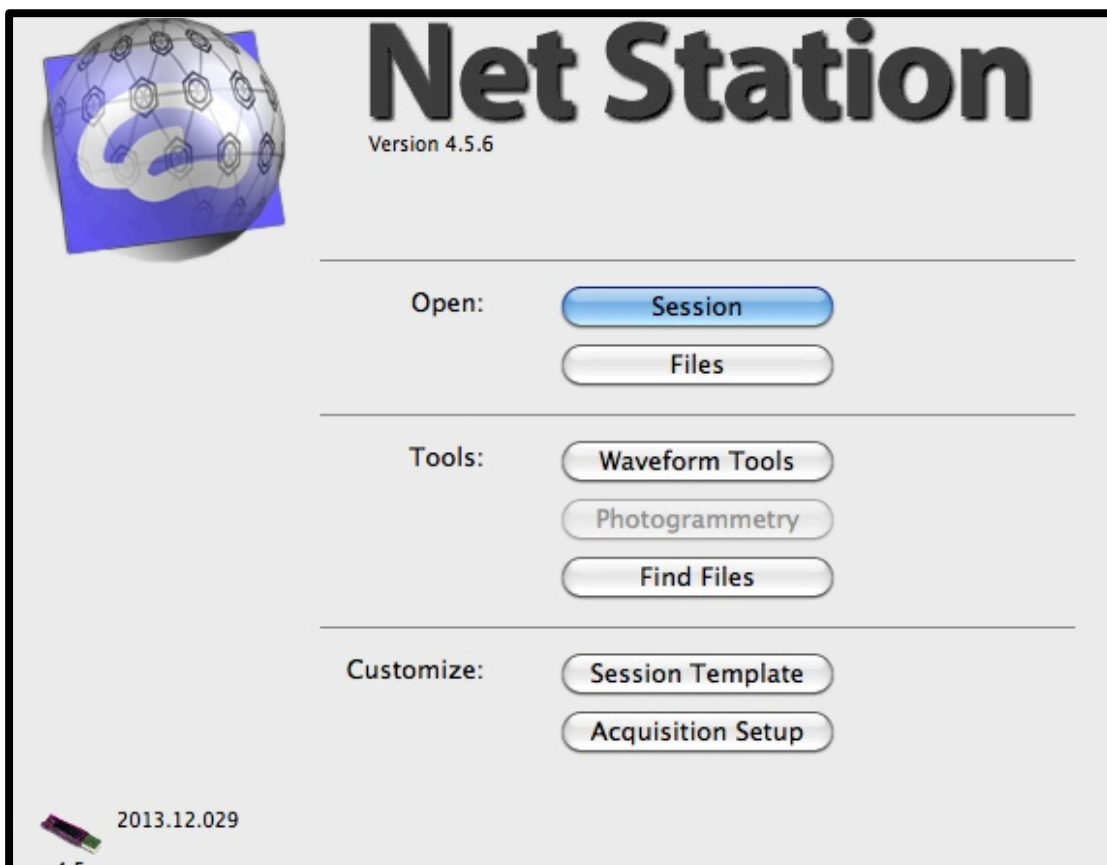 Net Station
Version 4.5.6
Open:
Session
Files
Tools:
Waveform Tools
Photogrammetry
Find Files
Customize:
Session Template
Acquisition Setup
2013.12.029